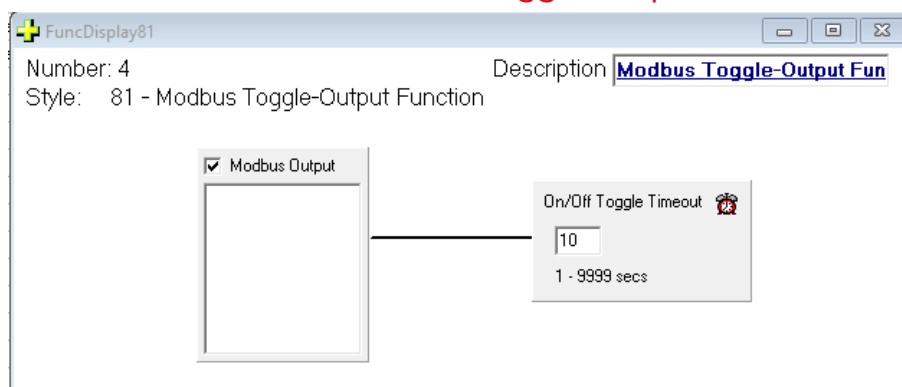 FuncDisplay81
Number: 4
Description Modbus Toggle-Output Fun
Style: 81 - Modbus Toggle-Output Function
Modbus Output
On/Off Toggle Timeout
10
1 - 9999 secs